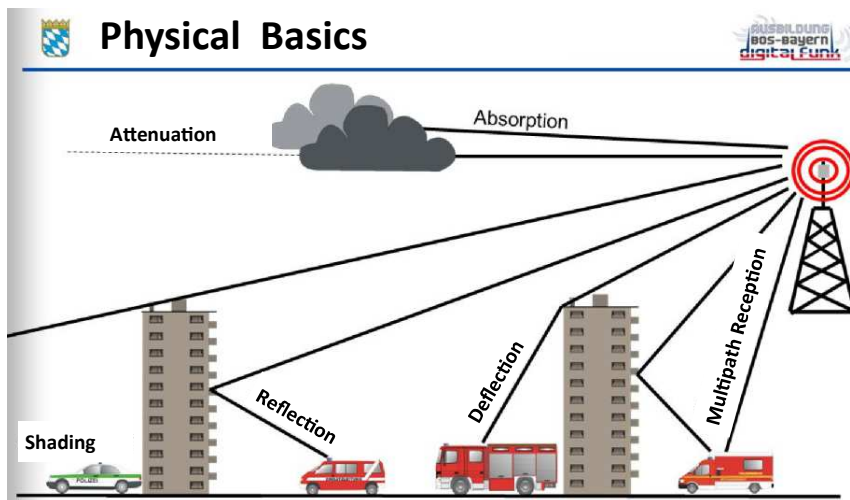 Physical Basics
AUSBILDUNG
BOS-BAYERN
digitalFunk
Absorption
Attenuation
Multipath Reception
Deflection
Reflection
Shading
POLIZEI